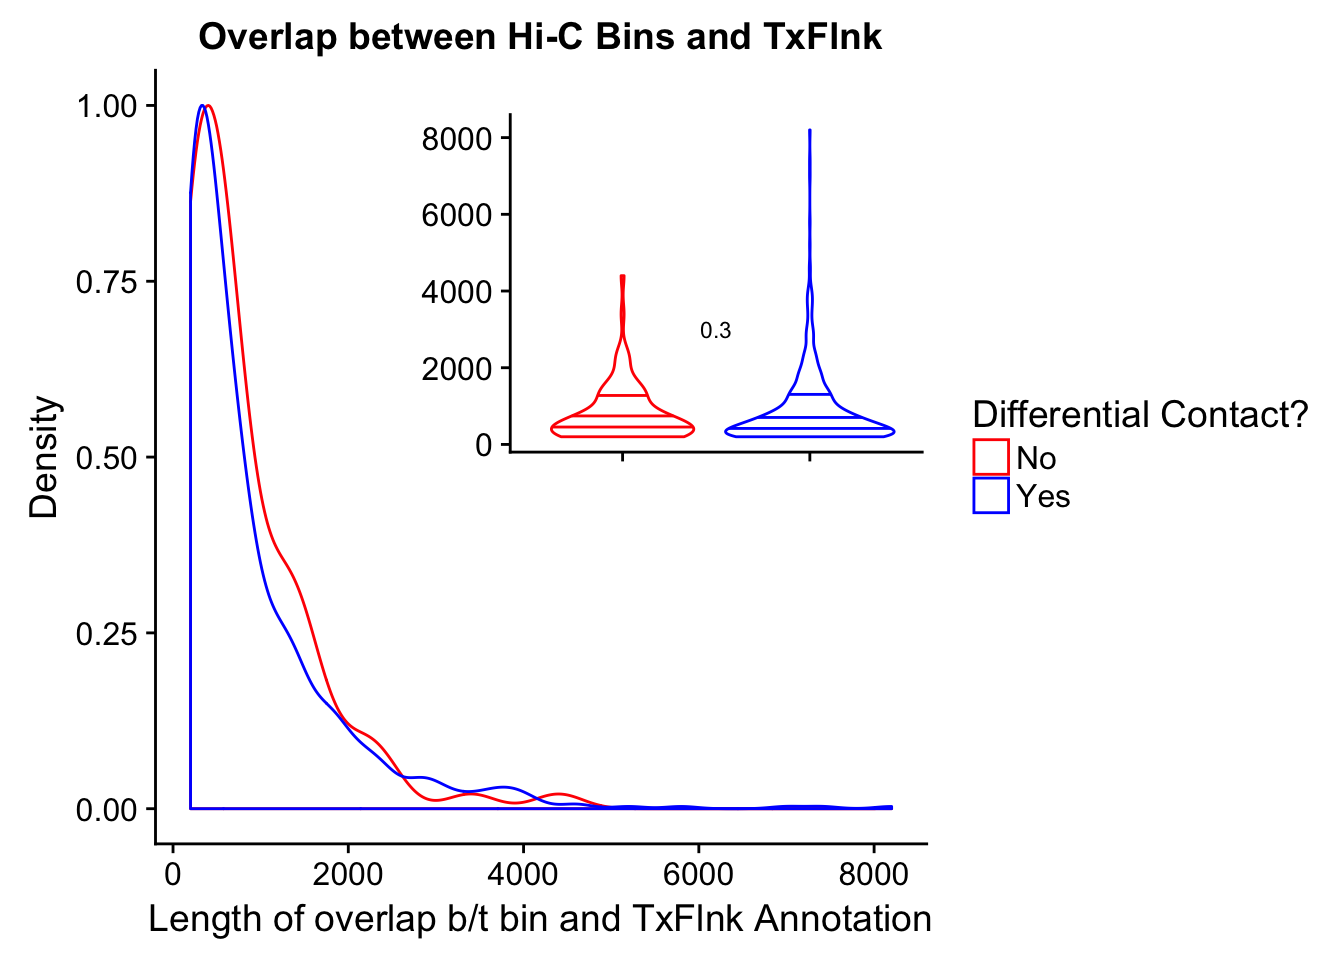 Overlap between Hi-C Bins and TxFlnk
1.00
0.75
0.50
0.25
0.00
Density
8000
6000
4000
2000
0
0.3
Differential Contact?
No
Yes
0 2000 4000 6000 8000
Length of overlap b/t bin and TxFlnk Annotation